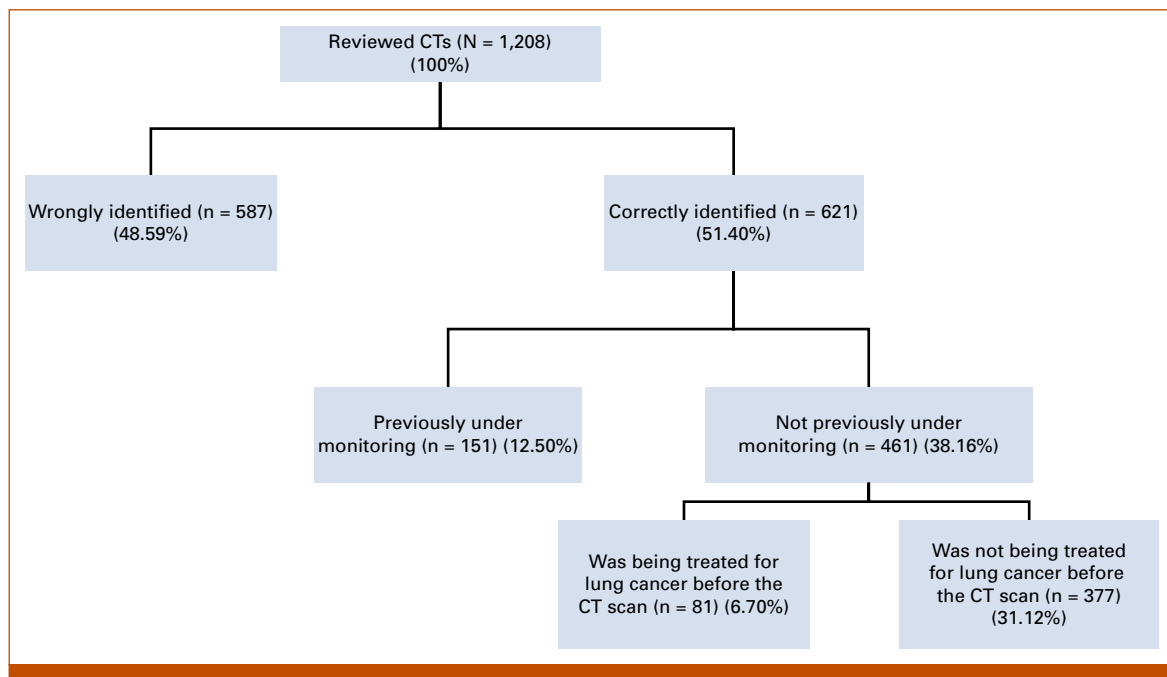 Reviewed CTs (N = 1,208)
(100%)
Wrongly identified (n = 587)
(48.59%)
Correctly identified (n = 621)
(51.40%)
Previously under
monitoring (n = 151) (12.50%)
Not previously under
monitoring (n = 461) (38.16%)
Was being treated for
lung cancer before the
CT scan (n = 81) (6.70%)
Was not being treated
for lung cancer before
the CT scan (n = 377)
(31.12%)